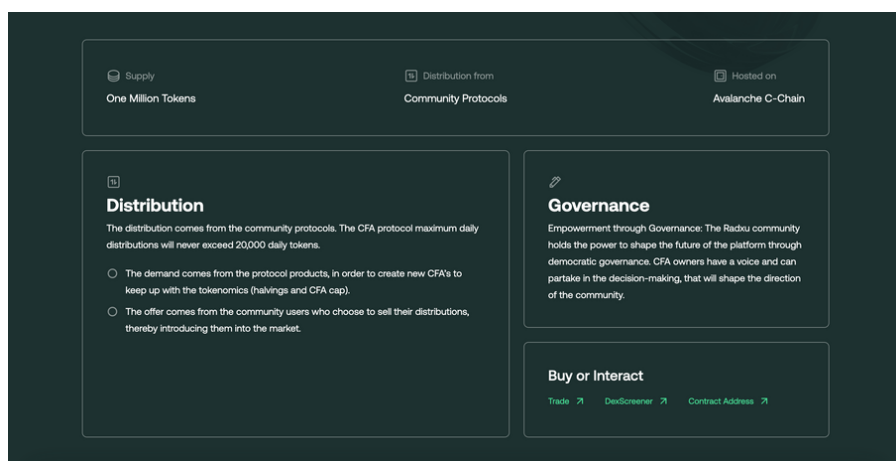 Supply
One Million Tokens
Distribution from
Community Protocols
Hosted on
Avalanche C-Chain
Distribution
The distribution comes from the community protocols. The CFA protocol maximum daily
distributions will never exceed 20,000 daily tokens.
The demand comes from the protocol products, in order to create new CFA's to
keep up with the tokenomics (halvings and CFA cap).
The offer comes from the community users who choose to sell their distributions,
thereby introducing them into the market.
Governance
Empowerment through Governance: The Radxu community
holds the power to shape the future of the platform through
democratic governance. CFA owners have a voice and can
partake in the decision-making, that will shape the direction
of the community.
Buy or Interact
Trade
DexScreener
Contract Address